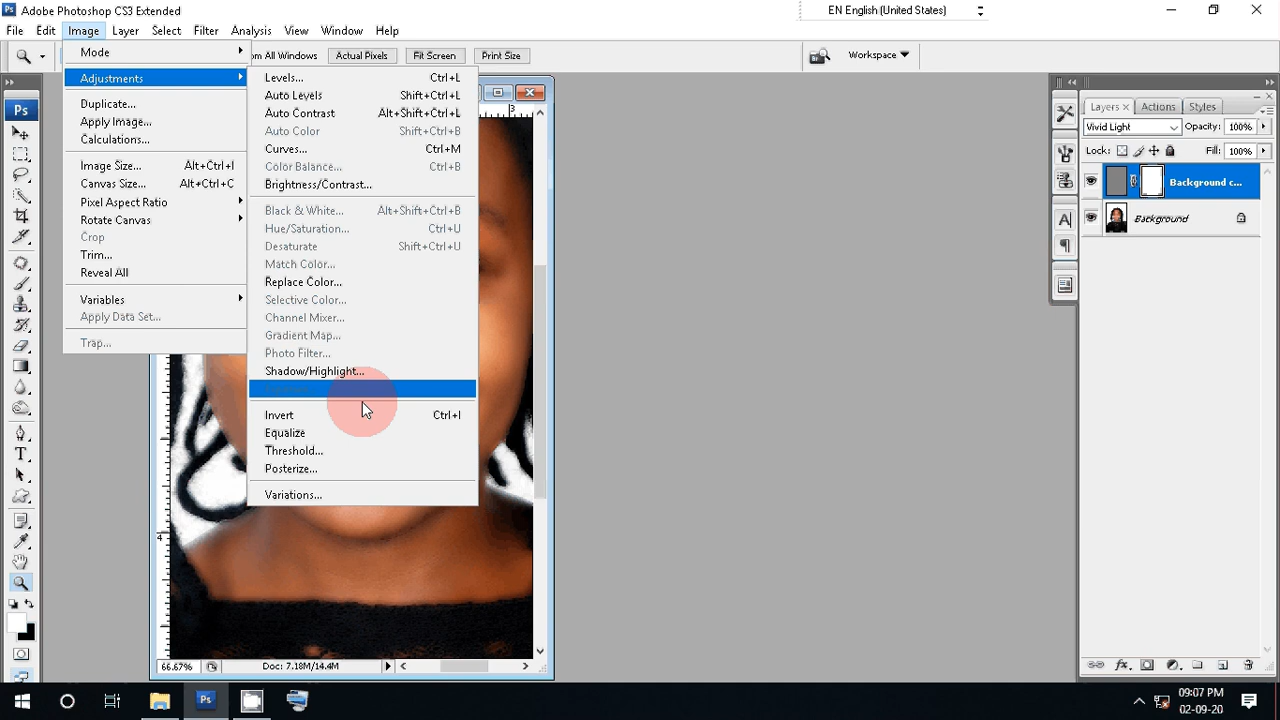 Ps Adobe Photoshop CS3 Extended
EN English (United States)
File Edit Image Layer Select Filter Analysis View Window Help
om All Windows Actual Pixels Fit Screen Print Size Workspace
Mode
Adjustments
Duplicate...
Apply Image...
Calculations...
Image Size... Alt+Ctrl+I
Canvas Size... Alt+Ctrl+C
Pixel Aspect Ratio
Rotate Canvas
Crop
Trim...
Reveal All
Variables
Apply Data Set...
Trap...
Levels... Ctrl+L
Auto Levels Shift+Ctrl+L
Auto Contrast Alt+Shift+Ctrl+L
Auto Color Shift+Ctrl+B
Curves... Ctrl+M
Color Balance... Ctrl+B
Brightness/Contrast...
Black & White... Alt+Shift+Ctrl+B
Hue/Saturation... Ctrl+U
Desaturate Shift+Ctrl+U
Match Color...
Replace Color...
Selective Color...
Channel Mixer...
Gradient Map...
Photo Filter...
Shadow/Highlight...
Invert Ctrl+I
Equalize
Threshold...
Posterize...
Variations...
Ps
T
3
4
66.67% Doc: 7.18M/14.4M
Layers Actions Styles
Vivid Light Opacity: 100%
Lock: Fill: 100%
Background c...
Background
A
Ps
09:07 PM
02-09-20